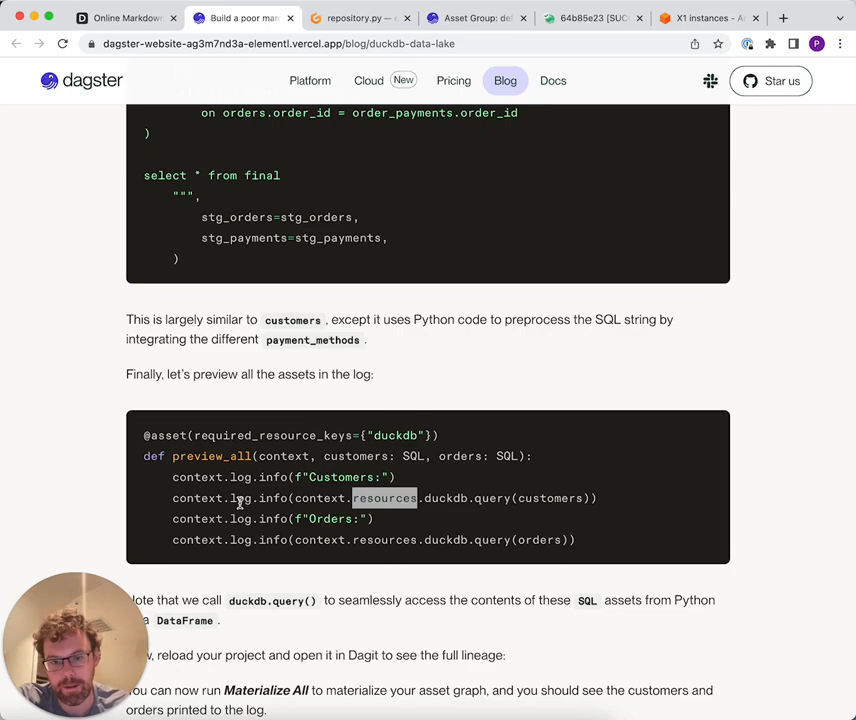 Online Markdow
Build a poor man
repository.py — e
Asset Group: def
64b85e23 [SUC
X1 instances - A
dagster-website-ag3m7nd3a-elementl.vercel.app/blog/duckdb-data-lake
P
dagster
Platform
Cloud New
Pricing
Blog
Docs
Star us
on orders.order_id = order_payments.order_id
)
select * from final
""",
stg_orders=stg_orders,
stg_payments=stg_payments,
)
This is largely similar to customers , except it uses Python code to preprocess the SQL string by
integrating the different payment_methods .
Finally, let's preview all the assets in the log:
@asset(required_resource_keys={"duckdb"})
def preview_all(context, customers: SQL, orders: SQL):
context.log.info(f"Customers:")
context.log.info(context.resources.duckdb.query(customers))
context.log.info(f"Orders:")
context.log.info(context.resources.duckdb.query(orders))
Note that we call duckdb.query() to seamlessly access the contents of these SQL assets from Python
a DataFrame .
, reload your project and open it in Dagit to see the full lineage:
You can now run Materialize All to materialize your asset graph, and you should see the customers and
orders printed to the log.